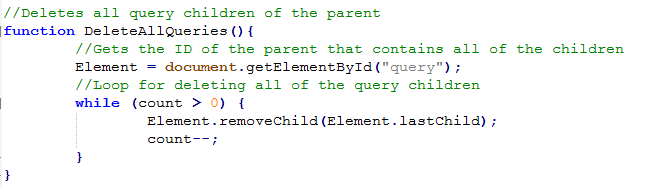 //Deletes all query children of the parent
function DeleteAllQueries(){
//Gets the ID of the parent that contains all of the children
Element = document.getElementById("query");
//Loop for deleting all of the query children
while (count > 0) {
Element.removeChild(Element.lastChild);
count--;
}
}